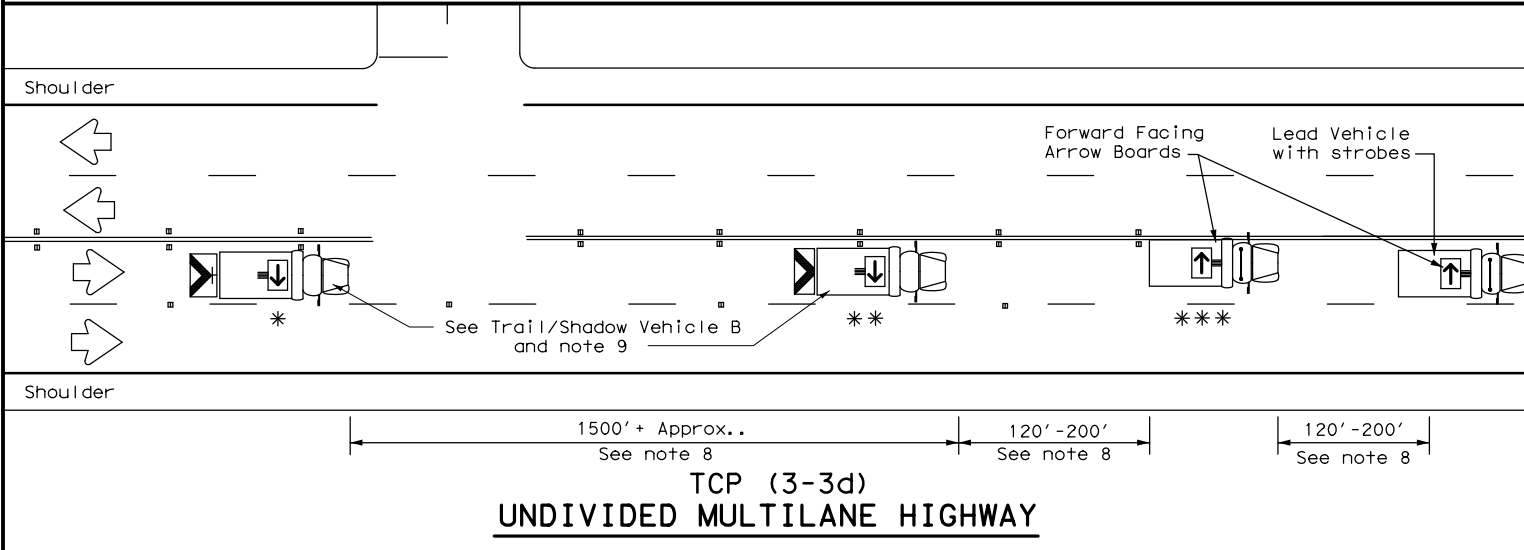 Shoulder
Forward Facing
Arrow Boards
Lead Vehicle
with strobes
*
**
***
See Trail/Shadow Vehicle B
and note 9
Shoulder
1500'+ Approx..
See note 8
120'-200'
See note 8
120'-200'
See note 8
TCP (3-3d)
UNDIVIDED MULTILANE HIGHWAY